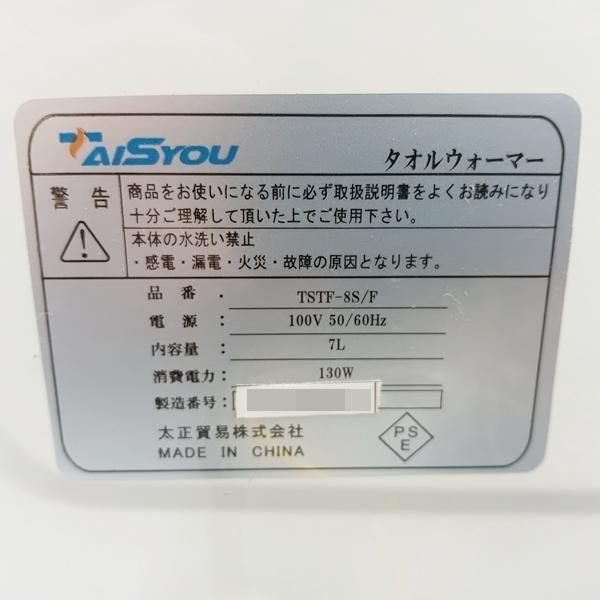 TAISYOU タオルウォーマー
警告
商品をお使いになる前に必ず取扱説明書をよくお読みになり
十分ご理解して頂いた上でご使用下さい。
本体の水洗い禁止
・感電・漏電・火災・故障の原因となります。
品番 : TSTF-8S/F
電源 : 100V 50/60Hz
内容量 : 7L
消費電力 : 130W
製造番号 :
太正貿易株式会社
MADE IN CHINA
PS
E